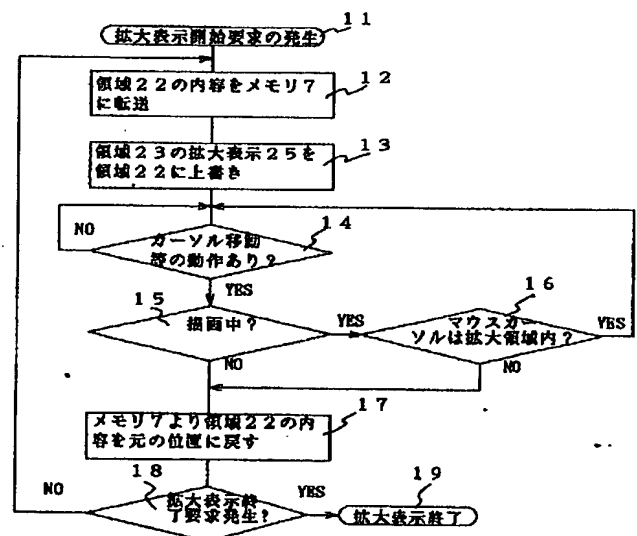 11
拡大表示開始要求の発生
12
領域22の内容をメモリ7
に転送
13
領域23の拡大表示25を
領域22に上書き
14
NO
カーソル移動
等の動作あり?
YES
15
描画中?
YES
NO
16
マウスカー
ソルは拡大領域内?
YES
NO
17
メモリ7より領域22の内
容を元の位置に戻す
18
NO
拡大表示終
了要求発生?
YES
19
拡大表示終了